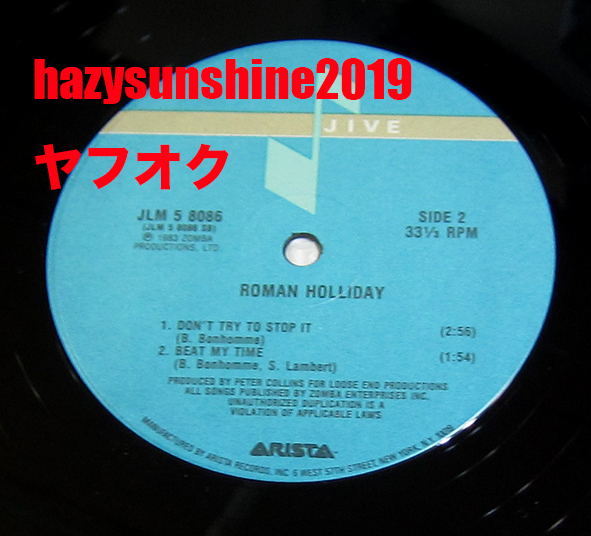 hazysunshine2019
JIVE
ヤフオク
JLM 5 8086
(JLM 5 8086 SB)
℗ 1983 ZOMBA
PRODUCTIONS, LTD.
SIDE 2
33⅓ RPM
ROMAN HOLLIDAY
1. DON'T TRY TO STOP IT (2:56)
(B. Bonhomme)
2. BEAT MY TIME (1:54)
(B. Bonhomme, S. Lambert)
PRODUCED BY PETER COLLINS FOR LOOSE END PRODUCTIONS
ALL SONGS PUBLISHED BY ZOMBA ENTERPRISES INC.
UNAUTHORIZED DUPLICATION IS A
VIOLATION OF APPLICABLE LAWS
ARISTA
MANUFACTURED BY ARISTA RECORDS, INC 6 WEST 57TH STREET, NEW YORK, N.Y.